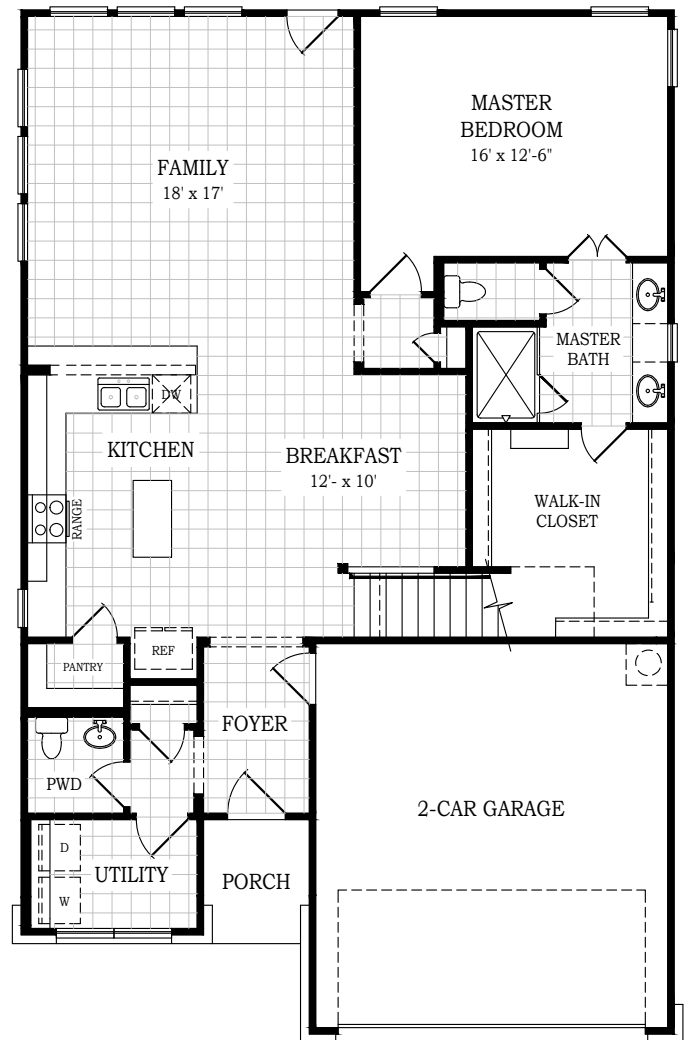 MASTER
BEDROOM
16' x 12'-6"
FAMILY
18' x 17'
MASTER
BATH
DW
KITCHEN
BREAKFAST
12'- x 10'
RANGE
WALK-IN
CLOSET
PANTRY
REF
FOYER
PWD
2-CAR GARAGE
D
UTILITY
PORCH
W